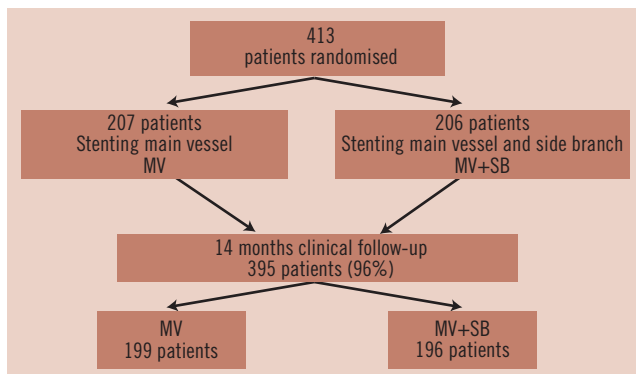 413
patients randomised
207 patients
Stenting main vessel
MV
206 patients
Stenting main vessel and side branch
MV+SB
14 months clinical follow-up
395 patients (96%)
MV
199 patients
MV+SB
196 patients